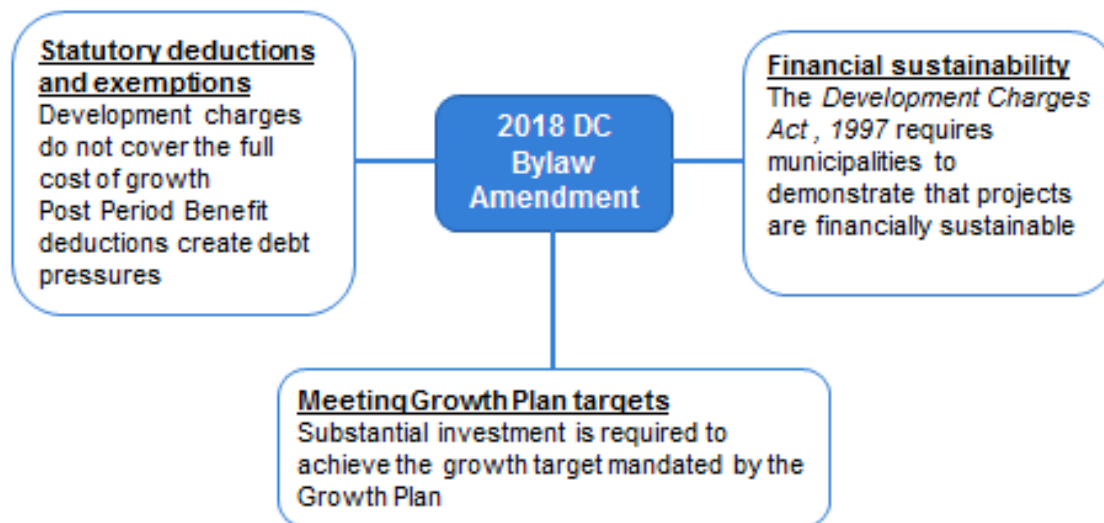 Statutory deductions
and exemptions
Development charges
do not cover the full
cost of growth
Post Period Benefit
deductions create debt
pressures
2018 DC
Bylaw
Amendment
Financial sustainability
The Development Charges
Act , 1997 requires
municipalities to
demonstrate that projects
are financially sustainable
Meeting Growth Plan targets
Substantial investment is required to
achieve the growth target mandated by the
Growth Plan